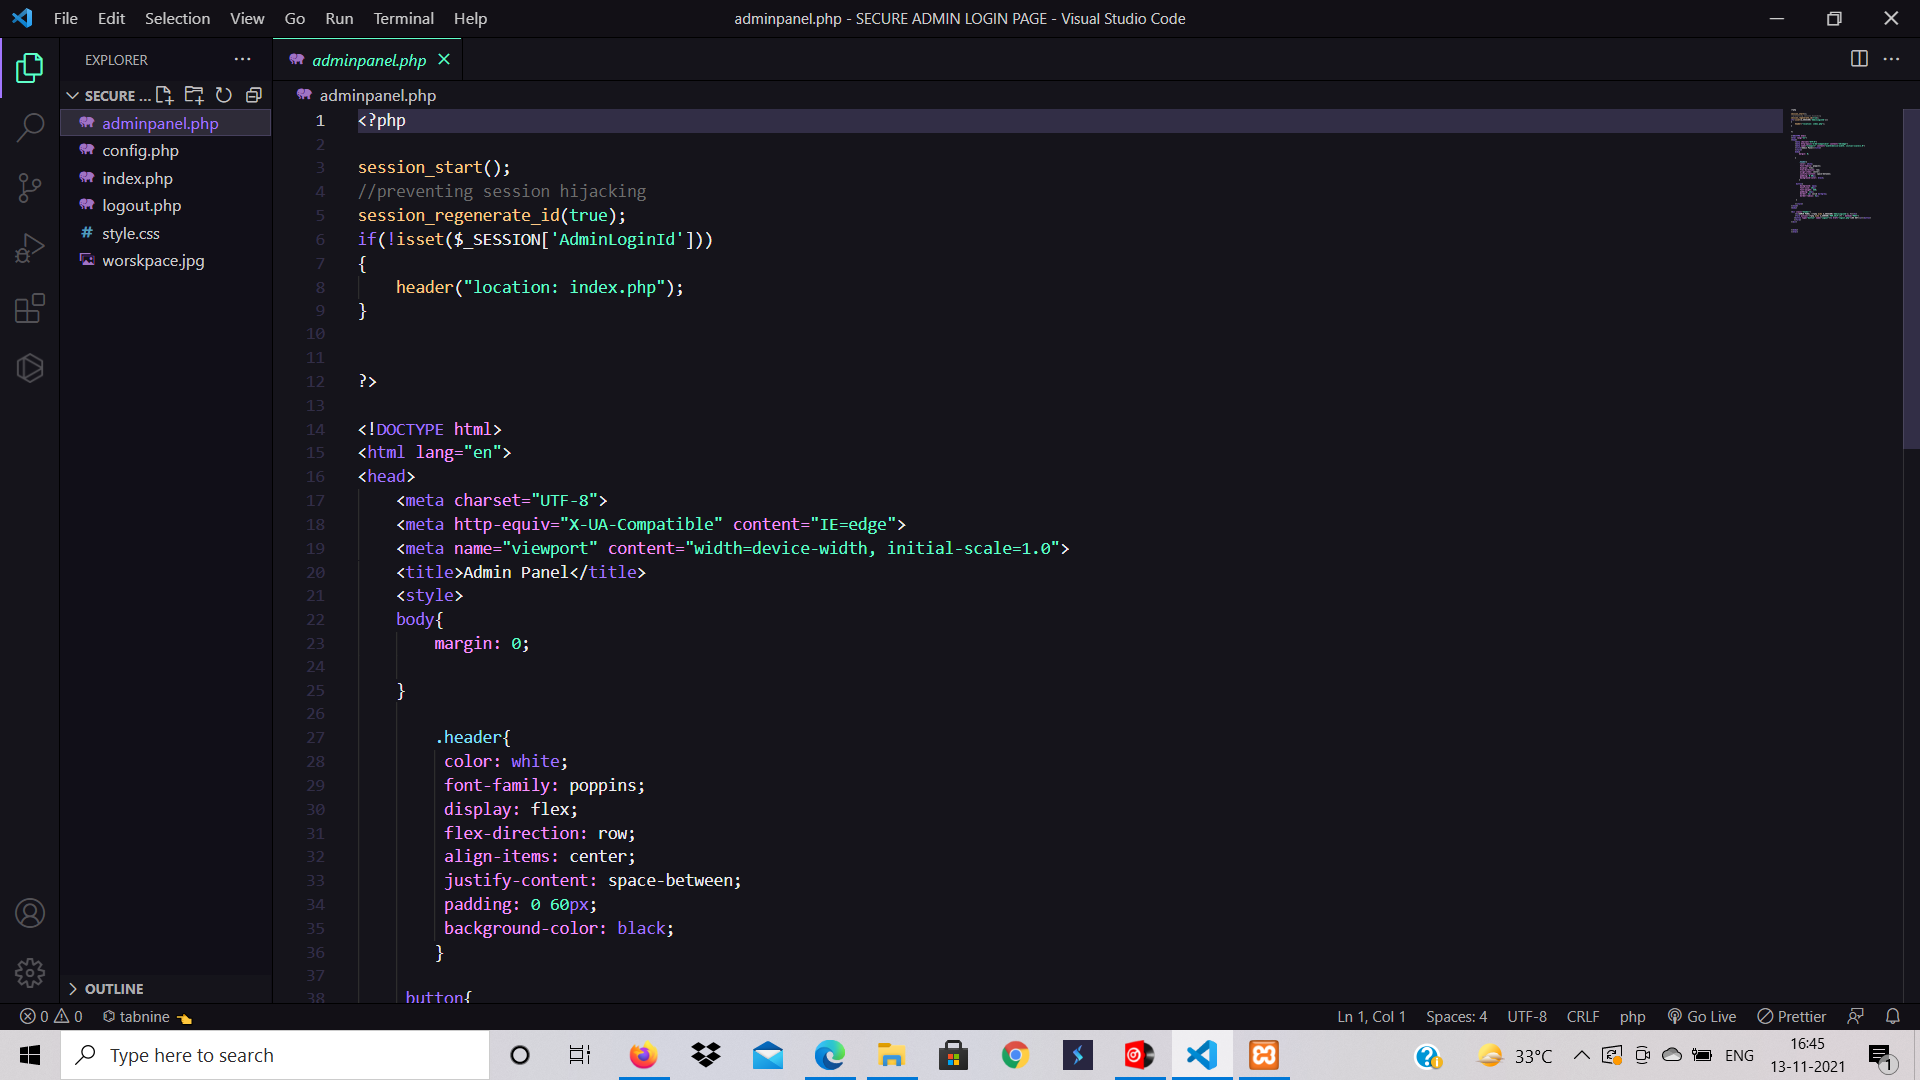 File Edit Selection View Go Run Terminal Help
adminpanel.php - SECURE ADMIN LOGIN PAGE - Visual Studio Code
EXPLORER
SECURE ...
adminpanel.php
config.php
index.php
logout.php
# style.css
worskpace.jpg
OUTLINE
adminpanel.php
adminpanel.php
1 <?php
2
3 session_start();
4 //preventing session hijacking
5 session_regenerate_id(true);
6 if(!isset($_SESSION['AdminLoginId']))
7 {
8 header("location: index.php");
9 }
10
11
12 ?>
13
14 <!DOCTYPE html>
15 <html lang="en">
16 <head>
17 <meta charset="UTF-8">
18 <meta http-equiv="X-UA-Compatible" content="IE=edge">
19 <meta name="viewport" content="width=device-width, initial-scale=1.0">
20 <title>Admin Panel</title>
21 <style>
22 body{
23 margin: 0;
24
25 }
26
27 .header{
28 color: white;
29 font-family: poppins;
30 display: flex;
31 flex-direction: row;
32 align-items: center;
33 justify-content: space-between;
34 padding: 0 60px;
35 background-color: black;
36 }
37
38 button{
0 0 tabnine
Ln 1, Col 1 Spaces: 4 UTF-8 CRLF php Go Live Prettier
Type here to search
33°C ENG
16:45
13-11-2021
1